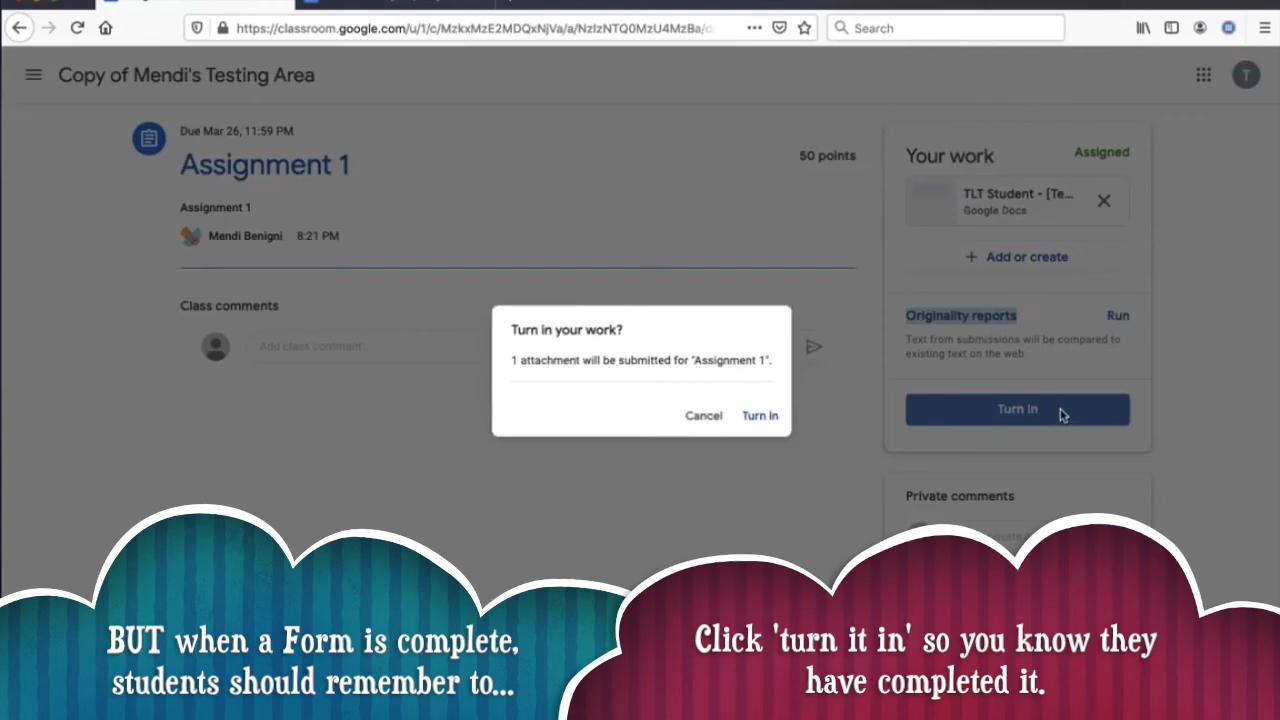 https://classroom.google.com/u/1/c/MzkxMzE2MDQxNjVa/a/NzIzNTQ0MzU4MzBa/d
Search
Copy of Mendi's Testing Area
T
Due Mar 26, 11:59 PM
Assignment 1
50 points
Assignment 1
Mendi Benigni 8:21 PM
Class comments
Add class comment...
Your work
Assigned
TLT Student - [Te...
Google Docs
+ Add or create
Originality reports
Run
Text from submissions will be compared to
existing text on the web
Turn In
Private comments
Turn in your work?
1 attachment will be submitted for "Assignment 1".
Cancel
Turn In
BUT when a Form is complete,
students should remember to...
Click 'turn it in' so you know they
have completed it.